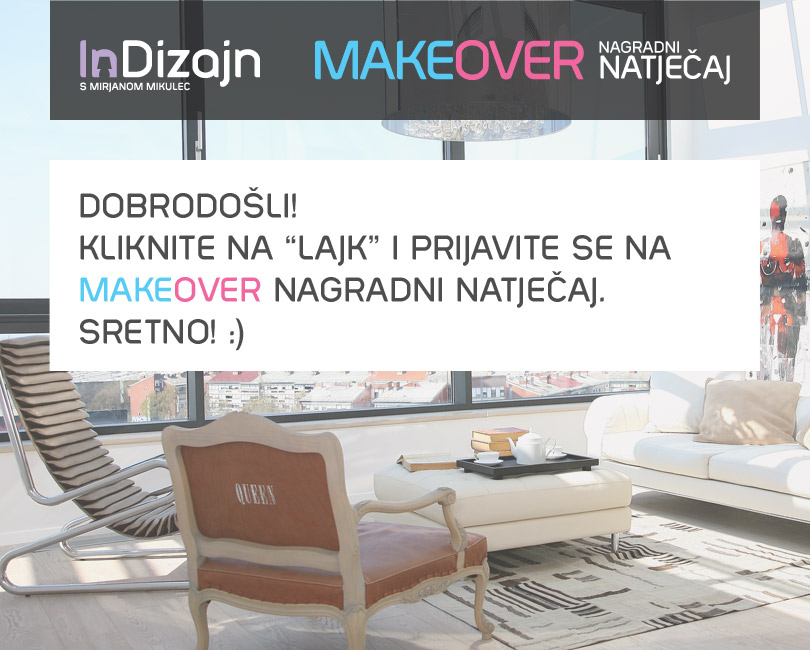 InDizajn
S MIRJANOM MIKULEC
MAKEOVER NAGRADNI NATJEČAJ
DOBRODOŠLI!
KLIKNITE NA “LAJK” I PRIJAVITE SE NA
MAKEOVER NAGRADNI NATJEČAJ.
SRETNO! :)
QUEEN